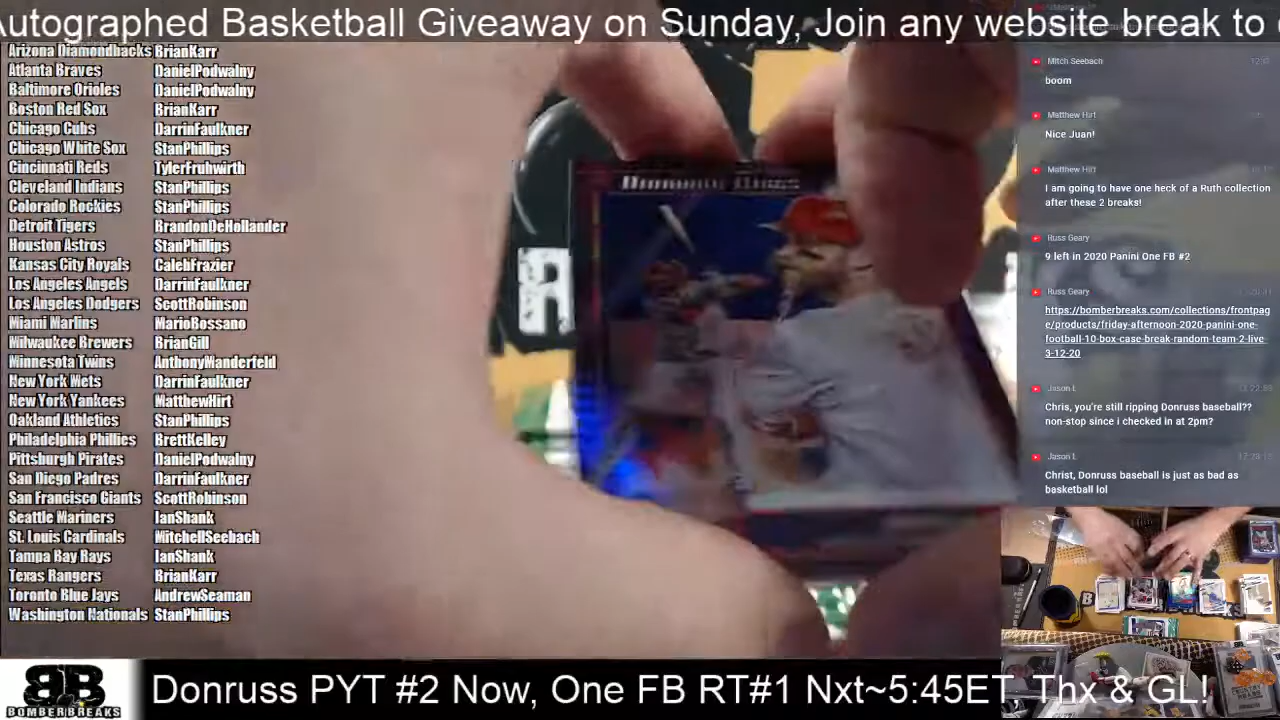 Autographed Basketball Giveaway on Sunday, Join any website break to
Arizona Diamondbacks BrianKarr
Atlanta Braves DanielPodwalny
Baltimore Orioles DanielPodwalny
Boston Red Sox BrianKarr
Chicago Cubs DarrinFaulkner
Chicago White Sox StanPhillips
Cincinnati Reds TylerFruhwirth
Cleveland Indians StanPhillips
Colorado Rockies StanPhillips
Detroit Tigers BrandonDeHollander
Houston Astros StanPhillips
Kansas City Royals CalebFrazier
Los Angeles Angels DarrinFaulkner
Los Angeles Dodgers ScottRobinson
Miami Marlins MarioBossano
Milwaukee Brewers BrianGill
Minnesota Twins AnthonyManderfeld
New York Mets DarrinFaulkner
New York Yankees MatthewHirt
Oakland Athletics StanPhillips
Philadelphia Phillies BrettKelley
Pittsburgh Pirates DanielPodwalny
San Diego Padres DarrinFaulkner
San Francisco Giants ScottRobinson
Seattle Mariners IanShank
St. Louis Cardinals MitchellSeebach
Tampa Bay Rays IanShank
Texas Rangers BrianKarr
Toronto Blue Jays AndrewSeaman
Washington Nationals StanPhillips
Mitch Seebach
boom
Matthew Hirt
Nice Juan!
Matthew Hirt
I am going to have one heck of a Ruth collection
after these 2 breaks!
Russ Geary
9 left in 2020 Panini One FB #2
Russ Geary
https://bomberbreaks.com/collections/frontpag
e/products/friday-afternoon-2020-panini-one-
football-10-box-case-break-random-team-2-live-
3-12-20
Jason L
Chris, you're still ripping Donruss baseball??
non-stop since i checked in at 2pm?
Jason L
Christ, Donruss baseball is just as bad as
basketball lol
BB
BOMBERBREAKS
Donruss PYT #2 Now, One FB RT#1 Nxt~5:45ET Thx & GL!